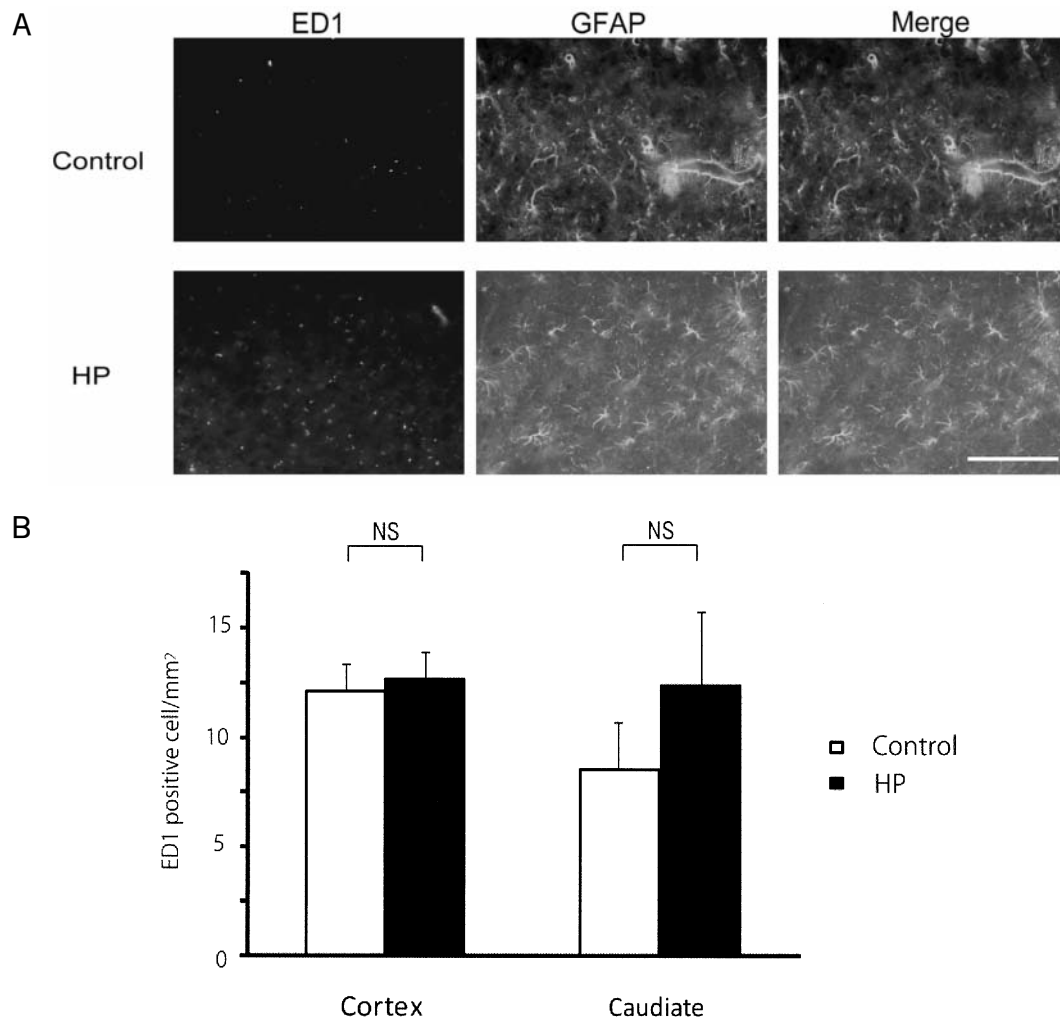 A
ED1 GFAP Merge
Control
HP
B
NS NS
15
10
5
0
ED1 positive cell/mm2
Control
HP
Cortex Caudiate